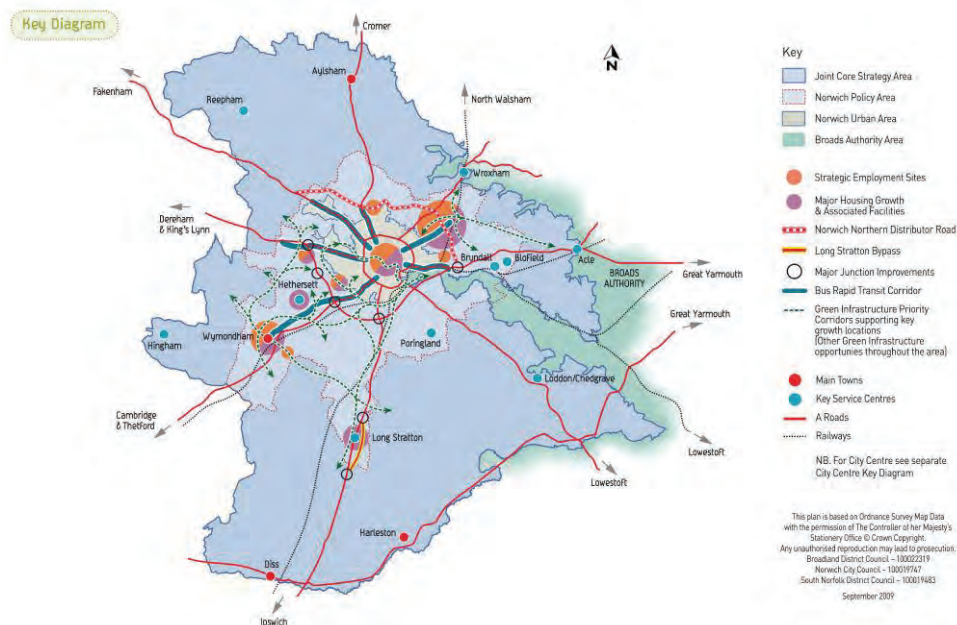 Key Diagram
Cromer
Aylsham
Fakenham
Reepham
N
North Walsham
Wroxham
Dereham
& King's Lynn
Hethersett
Brundall
Blofield
Acle
BROADS
AUTHORITY
Great Yarmouth
Great Yarmouth
Wymondham
Hingham
Poringland
Loddon/Chedgrave
Cambridge
& Thetford
Long Stratton
Lowestoft
Lowestoft
Harleston
Diss
Ipswich
Key
Joint Core Strategy Area
Norwich Policy Area
Norwich Urban Area
Broads Authority Area
Strategic Employment Sites
Major Housing Growth
& Associated Facilities
Norwich Northern Distributor Road
Long Stratton Bypass
Major Junction Improvements
Bus Rapid Transit Corridor
Green Infrastructure Priority
Corridors supporting key
growth locations
(Other Green Infrastructure
opportunies throughout the area)
Main Towns
Key Service Centres
A Roads
Railways
NB. For City Centre see separate
City Centre Key Diagram
This plan is based on Ordnance Survey Map Data
with the permission of The Controller of her Majesty's
Stationery Office © Crown Copyright.
Any unauthorised reproduction may lead to prosecution.
Broadland District Council – 100022319
Norwich City Council – 100019747
South Norfolk District Council – 100019483
September 2009